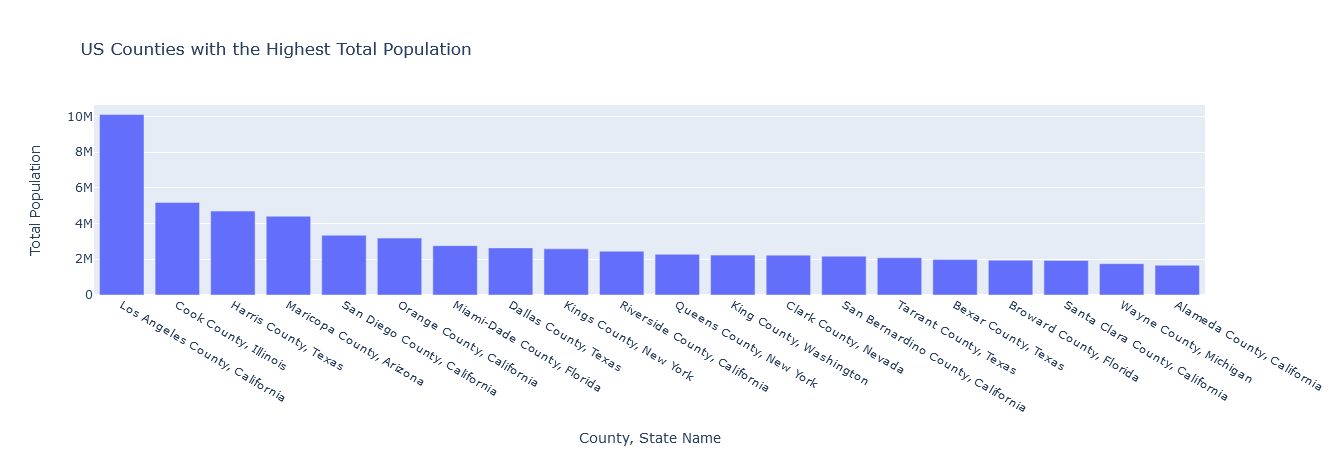 US Counties with the Highest Total Population
Total Population
10M
8M
6M
4M
2M
0
Los Angeles County, California
Cook County, Illinois
Harris County, Texas
Maricopa County, Arizona
San Diego County, California
Orange County, California
Miami-Dade County, Florida
Dallas County, Texas
Kings County, New York
Riverside County, California
Queens County, New York
King County, Washington
Clark County, Nevada
San Bernardino County, California
Tarrant County, Texas
Bexar County, Texas
Broward County, Florida
Santa Clara County, California
Wayne County, Michigan
Alameda County, California
County, State Name